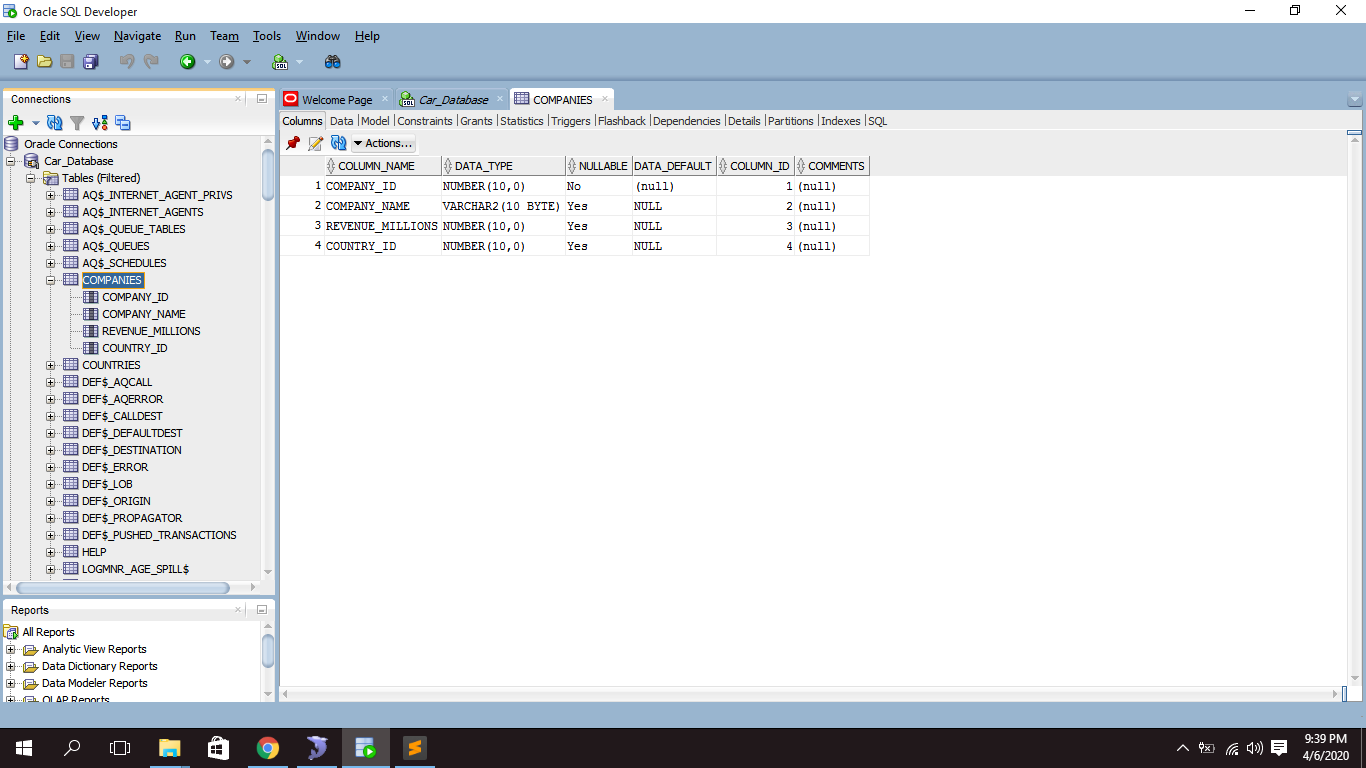 Oracle SQL Developer
File Edit View Navigate Run Team Tools Window Help
Connections
Oracle Connections
Car_Database
Tables (Filtered)
AQ$_INTERNET_AGENT_PRIVS
AQ$_INTERNET_AGENTS
AQ$_QUEUE_TABLES
AQ$_QUEUES
AQ$_SCHEDULES
COMPANIES
COMPANY_ID
COMPANY_NAME
REVENUE_MILLIONS
COUNTRY_ID
COUNTRIES
DEF$_AQCALL
DEF$_AQERROR
DEF$_CALLDEST
DEF$_DEFAULTDEST
DEF$_DESTINATION
DEF$_ERROR
DEF$_LOB
DEF$_ORIGIN
DEF$_PROPAGATOR
DEF$_PUSHED_TRANSACTIONS
HELP
LOGMNR_AGE_SPILL$
Reports
All Reports
Analytic View Reports
Data Dictionary Reports
Data Modeler Reports
OLAP Reports
Welcome Page Car_Database COMPANIES
Columns Data Model Constraints Grants Statistics Triggers Flashback Dependencies Details Partitions Indexes SQL
Actions...
COLUMN_NAME DATA_TYPE NULLABLE DATA_DEFAULT COLUMN_ID COMMENTS
1 COMPANY_ID NUMBER(10,0) No (null) 1 (null)
2 COMPANY_NAME VARCHAR2(10 BYTE) Yes NULL 2 (null)
3 REVENUE_MILLIONS NUMBER(10,0) Yes NULL 3 (null)
4 COUNTRY_ID NUMBER(10,0) Yes NULL 4 (null)
9:39 PM
4/6/2020